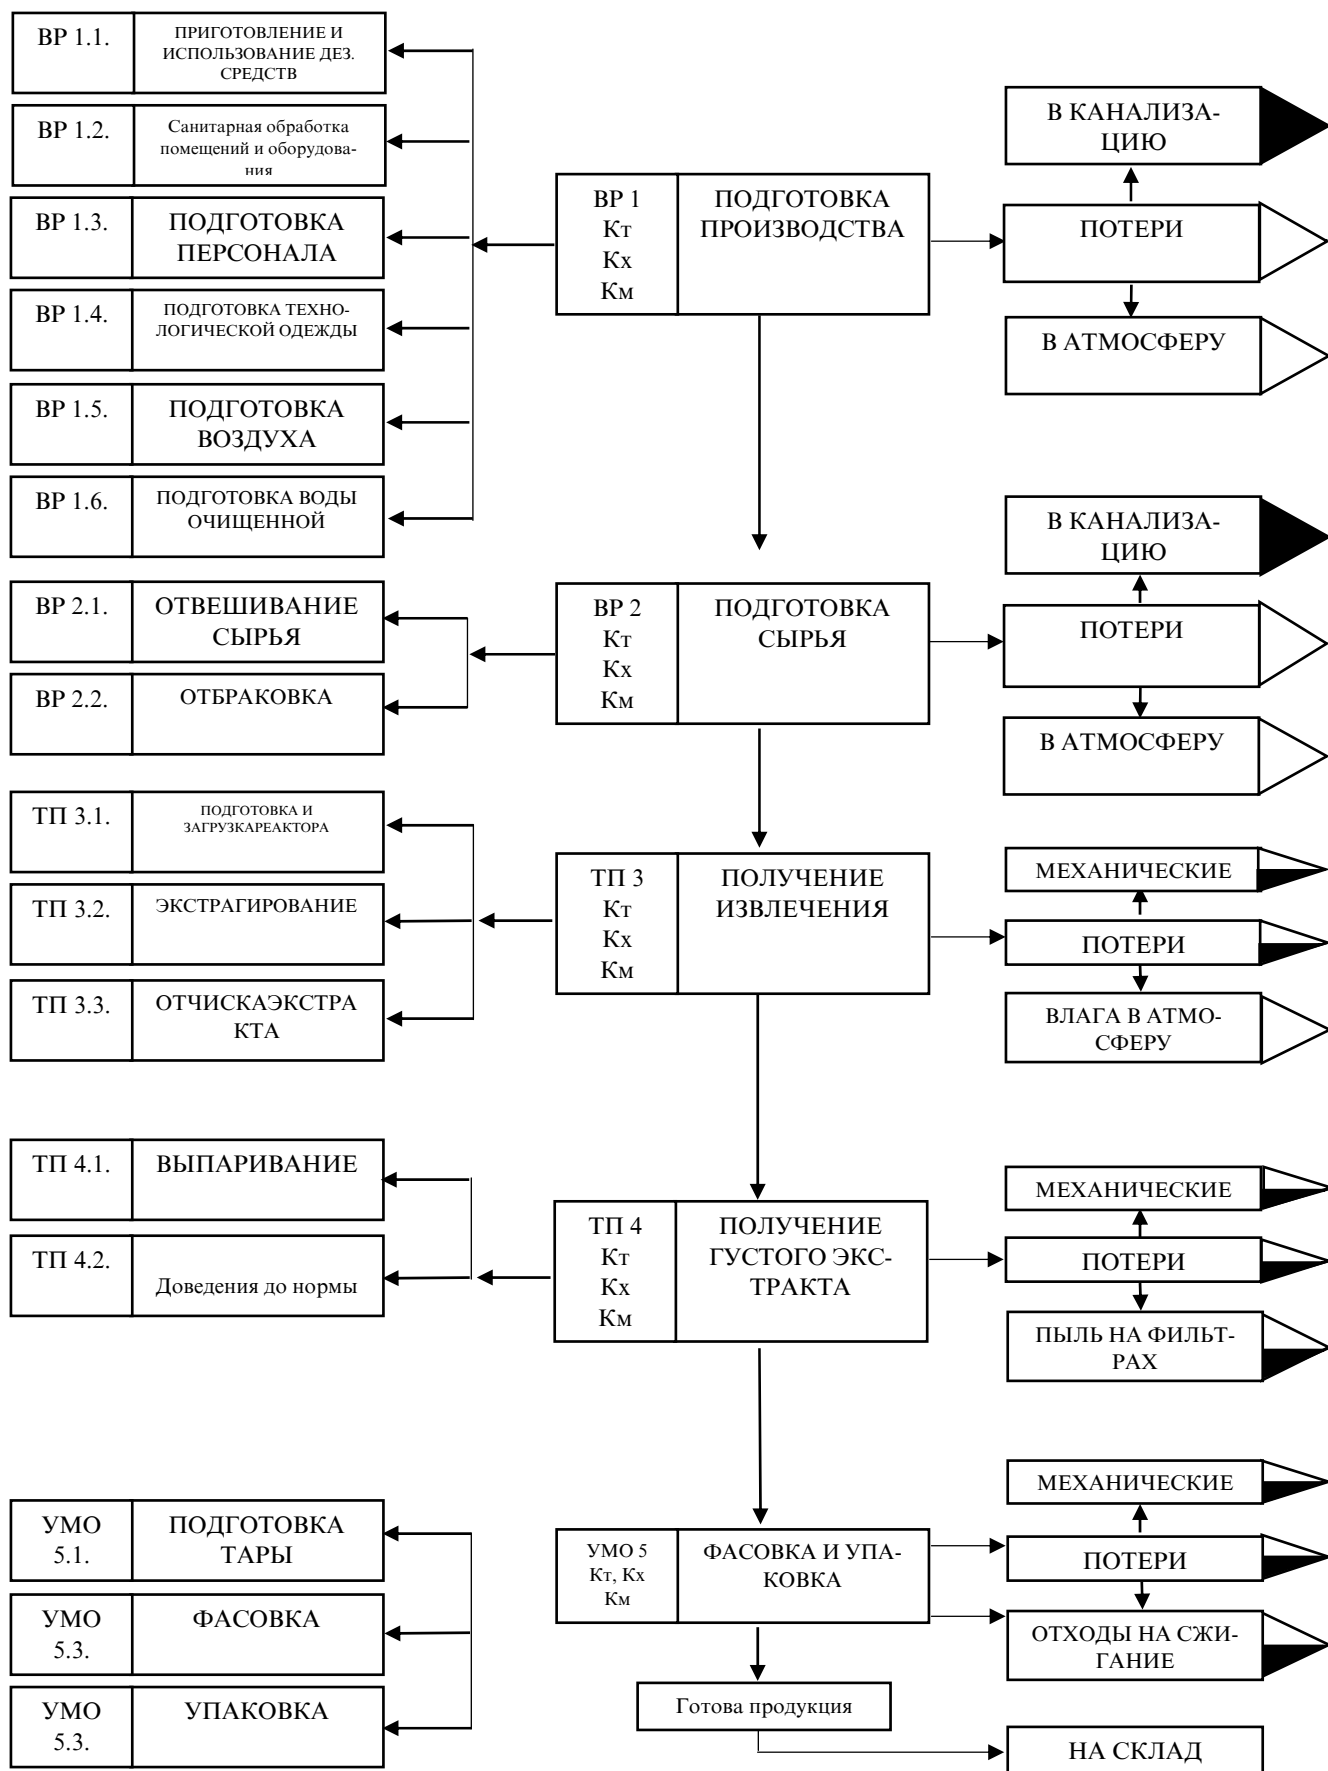 ВР 1.1.
ПРИГОТОВЛЕНИЕ И
ИСПОЛЬЗОВАНИЕ ДЕЗ.
СРЕДСТВ
ВР 1.2.
Санитарная обработка
помещений и оборудова-
ния
ВР 1.3.
ПОДГОТОВКА
ПЕРСОНАЛА
ВР 1.4.
ПОДГОТОВКА ТЕХНО-
ЛОГИЧЕСКОЙ ОДЕЖДЫ
ВР 1.5.
ПОДГОТОВКА
ВОЗДУХА
ВР 1.6.
ПОДГОТОВКА ВОДЫ
ОЧИЩЕННОЙ
ВР 1
Кт
Кх
Км
ПОДГОТОВКА
ПРОИЗВОДСТВА
В КАНАЛИЗА-
ЦИЮ
ПОТЕРИ
В АТМОСФЕРУ
ВР 2.1.
ОТВЕШИВАНИЕ
СЫРЬЯ
ВР 2.2.
ОТБРАКОВКА
ВР 2
Кт
Кх
Км
ПОДГОТОВКА
СЫРЬЯ
В КАНАЛИЗА-
ЦИЮ
ПОТЕРИ
В АТМОСФЕРУ
ТП 3.1.
ПОДГОТОВКА И
ЗАГРУЗКАРЕАКТОРА
ТП 3.2.
ЭКСТРАГИРОВАНИЕ
ТП 3.3.
ОТЧИСКАЭКСТРА
КТА
ТП 3
Кт
Кх
Км
ПОЛУЧЕНИЕ
ИЗВЛЕЧЕНИЯ
МЕХАНИЧЕСКИЕ
ПОТЕРИ
ВЛАГА В АТМО-
СФЕРУ
ТП 4.1.
ВЫПАРИВАНИЕ
ТП 4.2.
Доведения до нормы
ТП 4
Кт
Кх
Км
ПОЛУЧЕНИЕ
ГУСТОГО ЭКС-
ТРАКТА
МЕХАНИЧЕСКИЕ
ПОТЕРИ
ПЫЛЬ НА ФИЛЬТ-
РАХ
УМО
5.1.
ПОДГОТОВКА
ТАРЫ
УМО
5.3.
ФАСОВКА
УМО
5.3.
УПАКОВКА
УМО 5
Кт, Кх
Км
ФАСОВКА И УПА-
КОВКА
МЕХАНИЧЕСКИЕ
ПОТЕРИ
ОТХОДЫ НА СЖИ-
ГАНИЕ
Готова продукция
НА СКЛАД